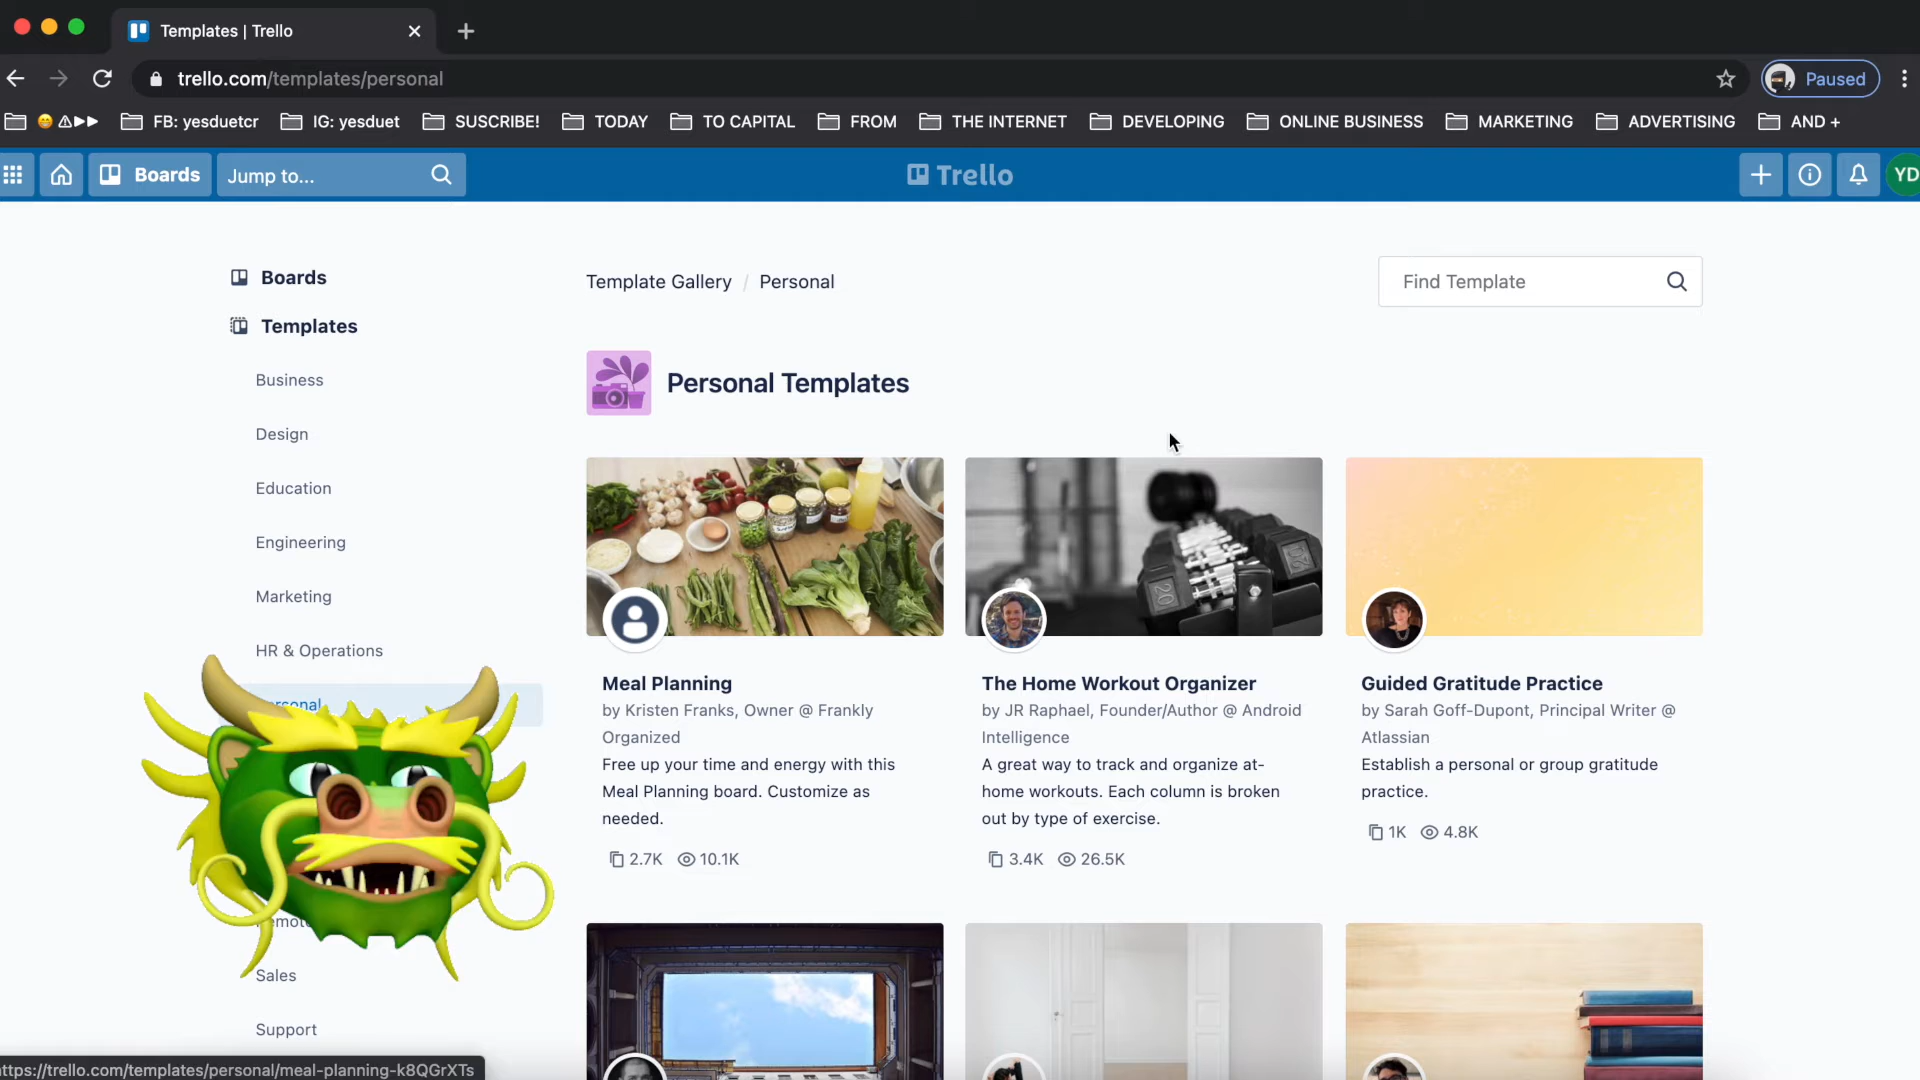 Templates | Trello
trello.com/templates/personal
Paused
FB: yesduetcr
IG: yesduet
SUSCRIBE!
TODAY
TO CAPITAL
FROM
THE INTERNET
DEVELOPING
ONLINE BUSINESS
MARKETING
ADVERTISING
AND +
Boards
Jump to...
Trello
YD
Boards
Templates
Business
Design
Education
Engineering
Marketing
HR & Operations
Sales
Support
Template Gallery / Personal
Find Template
Personal Templates
Meal Planning
by Kristen Franks, Owner @ Frankly
Organized
Free up your time and energy with this
Meal Planning board. Customize as
needed.
2.7K 10.1K
The Home Workout Organizer
by JR Raphael, Founder/Author @ Android
Intelligence
A great way to track and organize at-
home workouts. Each column is broken
out by type of exercise.
3.4K 26.5K
Guided Gratitude Practice
by Sarah Goff-Dupont, Principal Writer @
Atlassian
Establish a personal or group gratitude
practice.
1K 4.8K
ttps://trello.com/templates/personal/meal-planning-k8QGrXTs